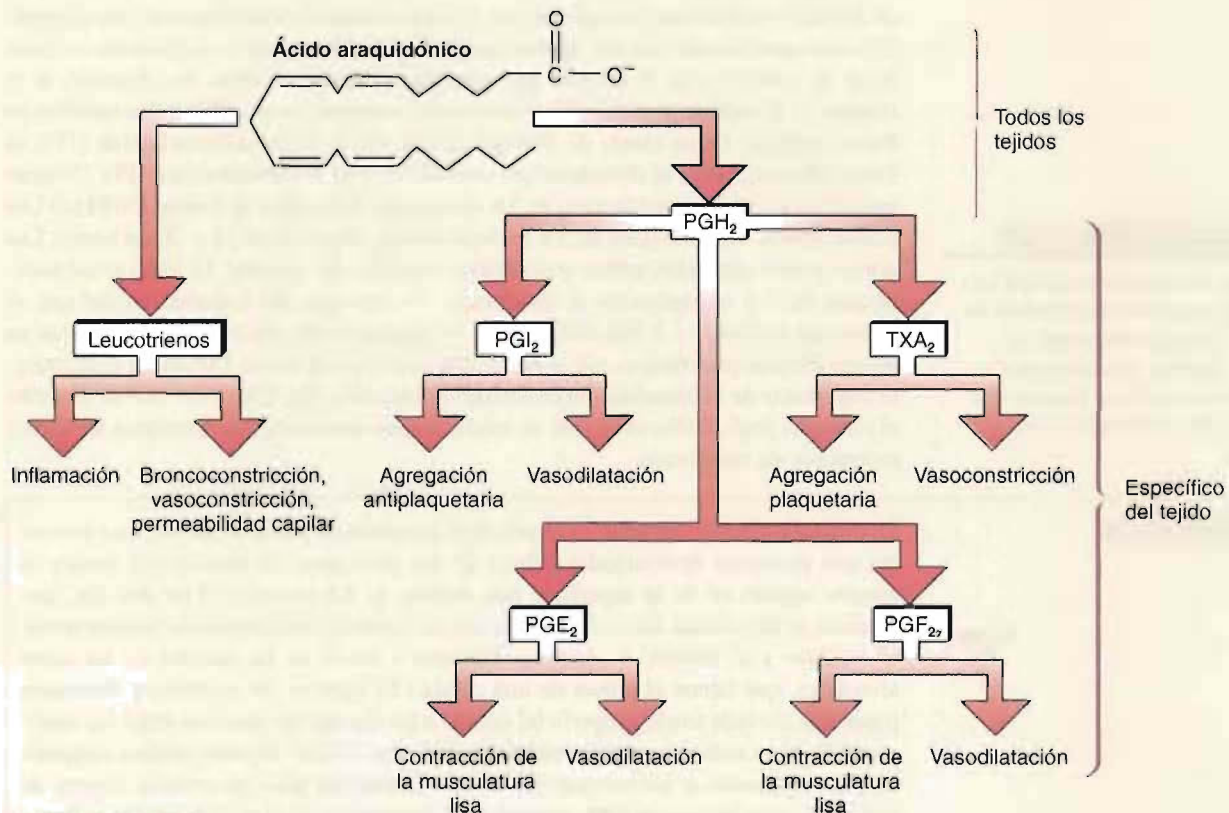 Ácido araquidónico
O
C
O⁻
Todos los
tejidos
PGH₂
Leucotrienos
PGI₂
TXA₂
Inflamación
Broncoconstricción,
vasoconstricción,
permeabilidad capilar
Agregación
antiplaquetaria
Vasodilatación
Agregación
plaquetaria
Vasoconstricción
Específico
del tejido
PGE₂
PGF₂₇
Contracción de
la musculatura
lisa
Vasodilatación
Contracción de
la musculatura
lisa
Vasodilatación